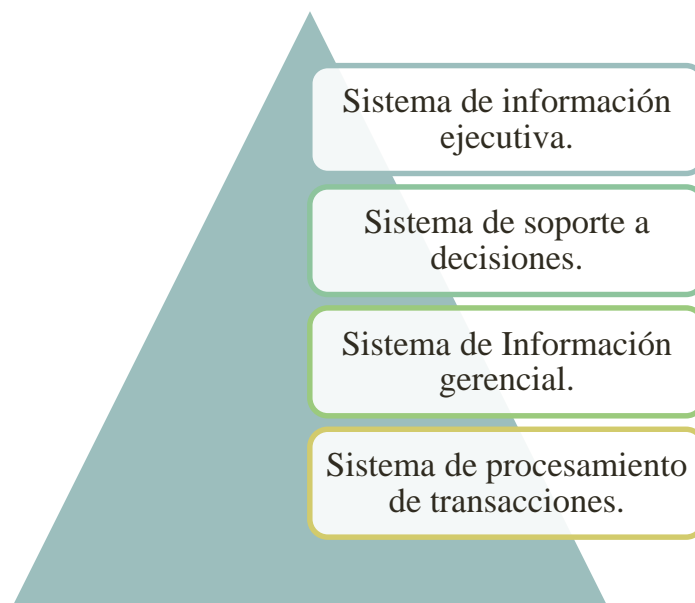 Sistema de información
ejecutiva.
Sistema de soporte a
decisiones.
Sistema de Información
gerencial.
Sistema de procesamiento
de transacciones.